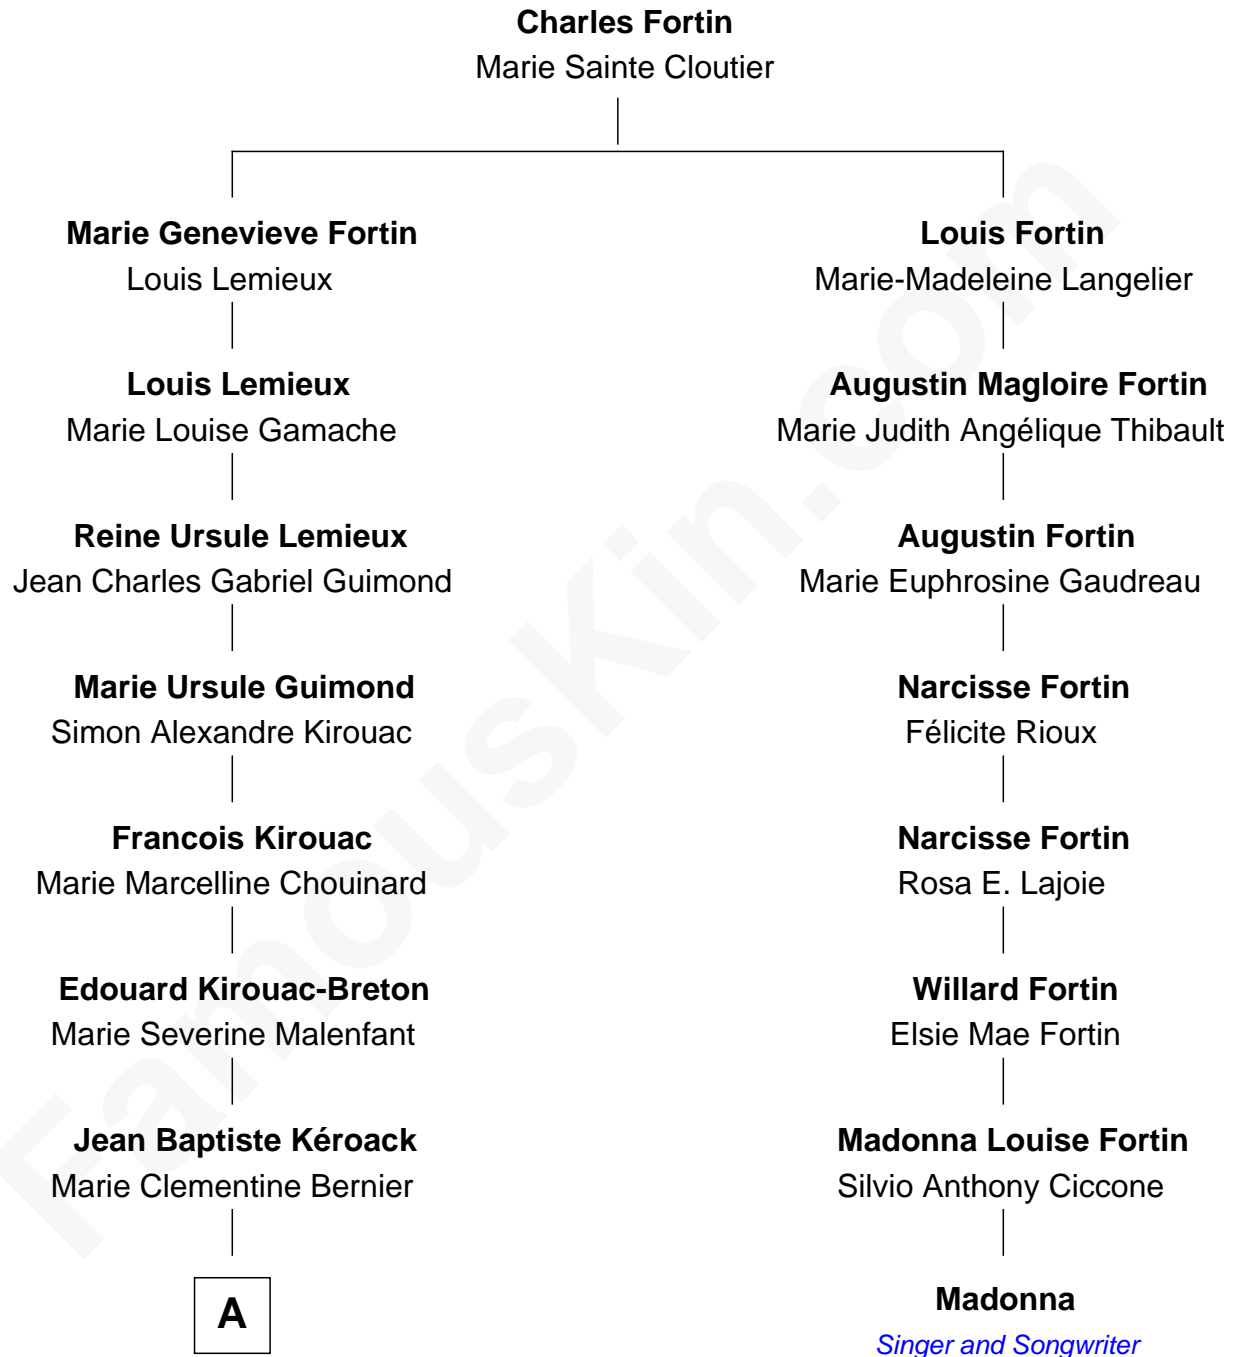 Charles Fortin
Marie Sainte Cloutier
Marie Genevieve Fortin
Louis Lemieux
Louis Fortin
Marie-Madeleine Langelier
Louis Lemieux
Marie Louise Gamache
Augustin Magloire Fortin
Marie Judith Angélique Thibault
Reine Ursule Lemieux
Jean Charles Gabriel Guimond
Augustin Fortin
Marie Euphrosine Gaudreau
Marie Ursule Guimond
Simon Alexandre Kirouac
Narcisse Fortin
Félicite Rioux
Francois Kirouac
Marie Marcelline Chouinard
Narcisse Fortin
Rosa E. Lajoie
Edouard Kirouac-Breton
Marie Severine Malenfant
Willard Fortin
Elsie Mae Fortin
Jean Baptiste Kéroack
Marie Clementine Bernier
Madonna Louise Fortin
Silvio Anthony Ciccone
A
Madonna
Singer and Songwriter
FamousKin.com